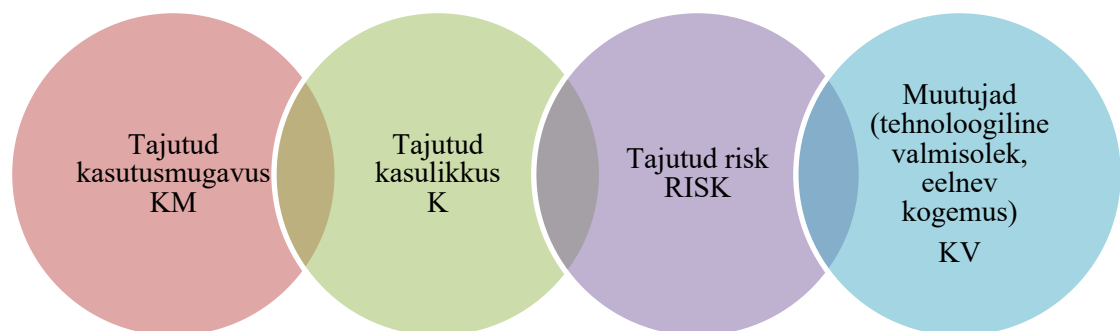 Tajutud
kasutusmugavus
KM
Tajutud
kasulikkus
K
Tajutud risk
RISK
Muutujad
(tehnoloogiline
valmisolek,
eelnev
kogemus)
KV